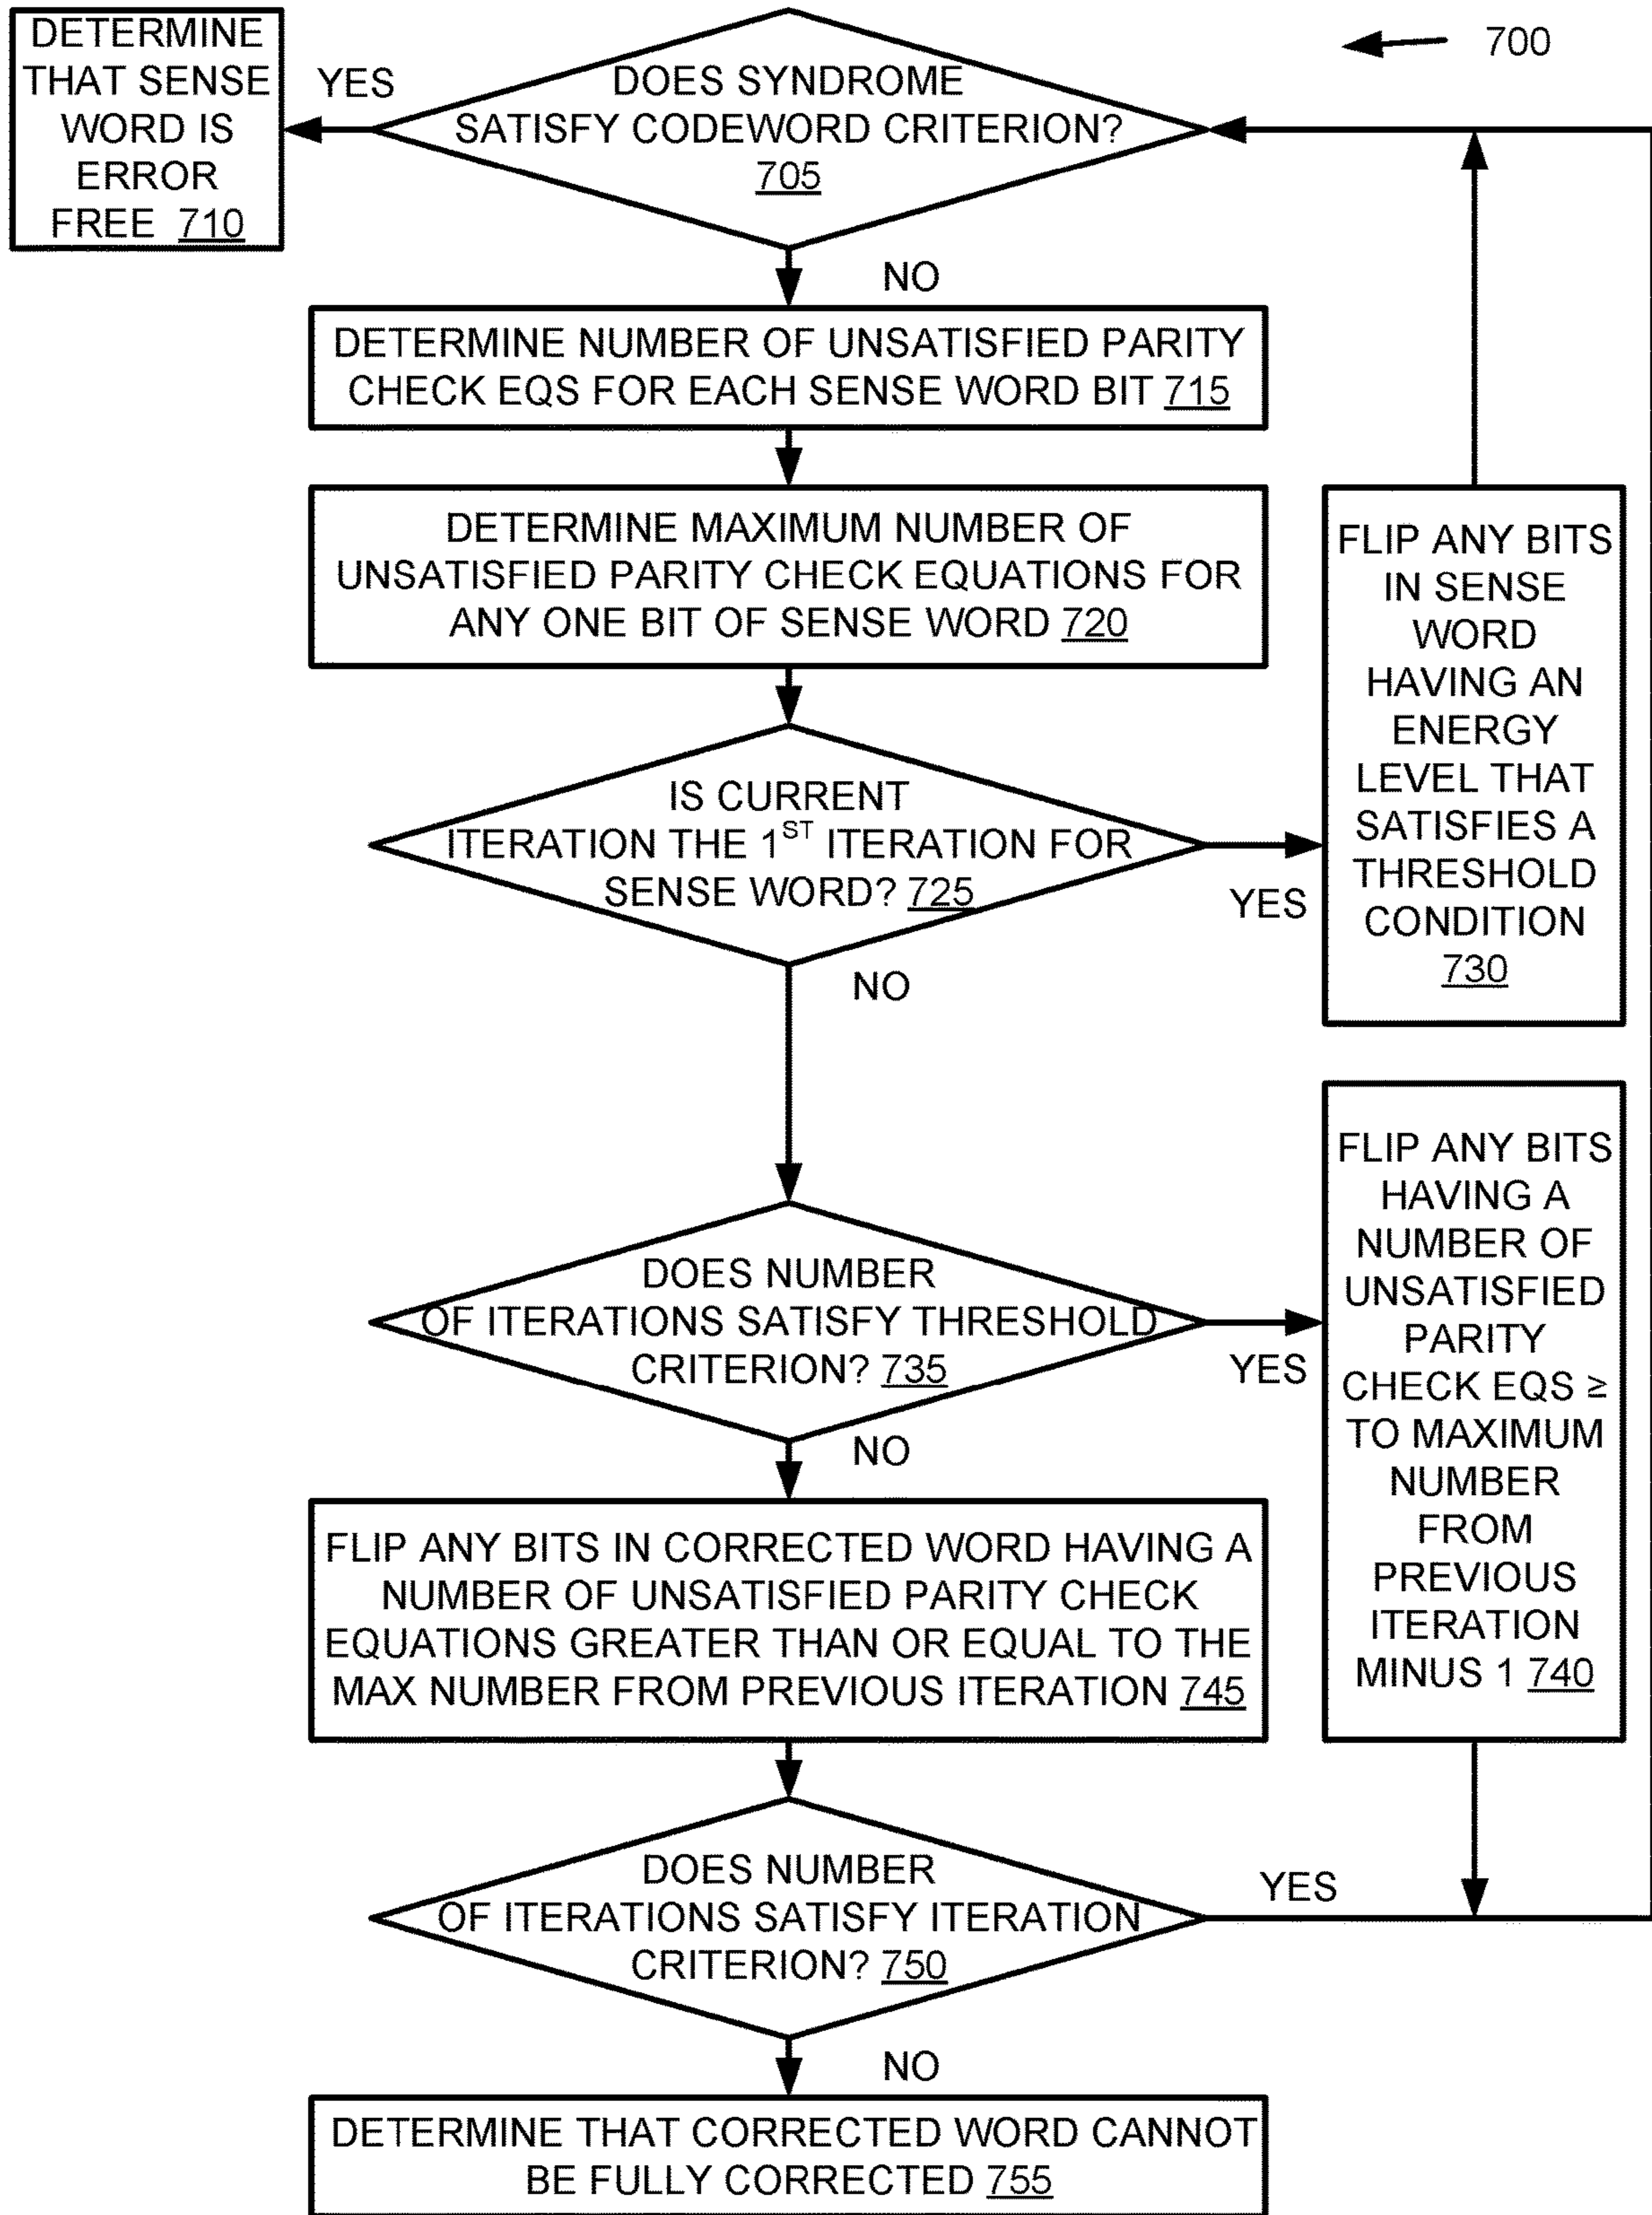 700
DETERMINE
THAT SENSE
WORD IS
ERROR
FREE 710
YES
DOES SYNDROME
SATISFY CODEWORD CRITERION?
705
NO
DETERMINE NUMBER OF UNSATISFIED PARITY
CHECK EQS FOR EACH SENSE WORD BIT 715
DETERMINE MAXIMUM NUMBER OF
UNSATISFIED PARITY CHECK EQUATIONS FOR
ANY ONE BIT OF SENSE WORD 720
IS CURRENT
ITERATION THE 1ST ITERATION FOR
SENSE WORD? 725
YES
FLIP ANY BITS
IN SENSE
WORD
HAVING AN
ENERGY
LEVEL THAT
SATISFIES A
THRESHOLD
CONDITION
730
NO
DOES NUMBER
OF ITERATIONS SATISFY THRESHOLD
CRITERION? 735
YES
FLIP ANY BITS
HAVING A
NUMBER OF
UNSATISFIED
PARITY
CHECK EQS ≥
TO MAXIMUM
NUMBER
FROM
PREVIOUS
ITERATION
MINUS 1 740
NO
FLIP ANY BITS IN CORRECTED WORD HAVING A
NUMBER OF UNSATISFIED PARITY CHECK
EQUATIONS GREATER THAN OR EQUAL TO THE
MAX NUMBER FROM PREVIOUS ITERATION 745
DOES NUMBER
OF ITERATIONS SATISFY ITERATION
CRITERION? 750
YES
NO
DETERMINE THAT CORRECTED WORD CANNOT
BE FULLY CORRECTED 755